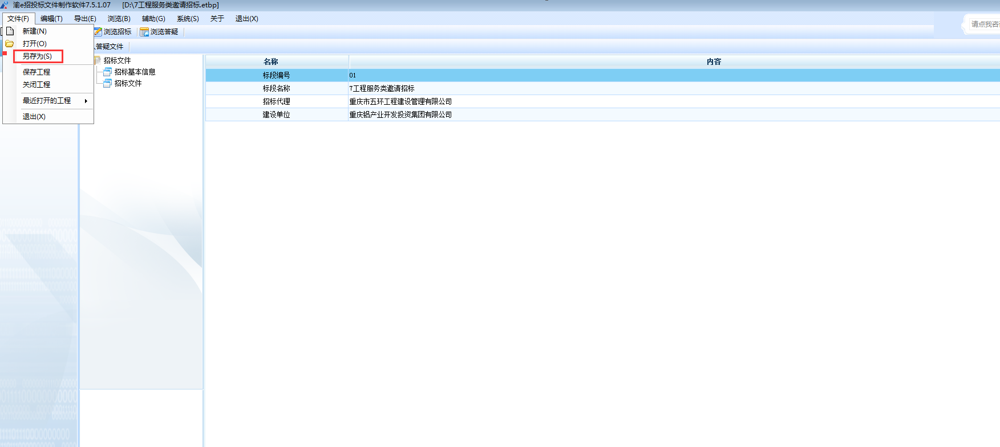 渝e招投标文件制作软件7.5.1.07 [D:\7工程服务类邀请招标.etbp]
文件(F) 编辑(T) 导出(E) 浏览(B) 辅助(G) 系统(S) 关于 退出(X)
新建(N)
打开(O)
另存为(S)
保存工程
关闭工程
最近打开的工程
退出(X)
浏览招标 浏览答疑
请点我咨
答疑文件
招标文件
招标基本信息
招标文件
名称 内容
标段编号 01
标段名称 7工程服务类邀请招标
招标代理 重庆市五环工程建设管理有限公司
建设单位 重庆铝产业开发投资集团有限公司